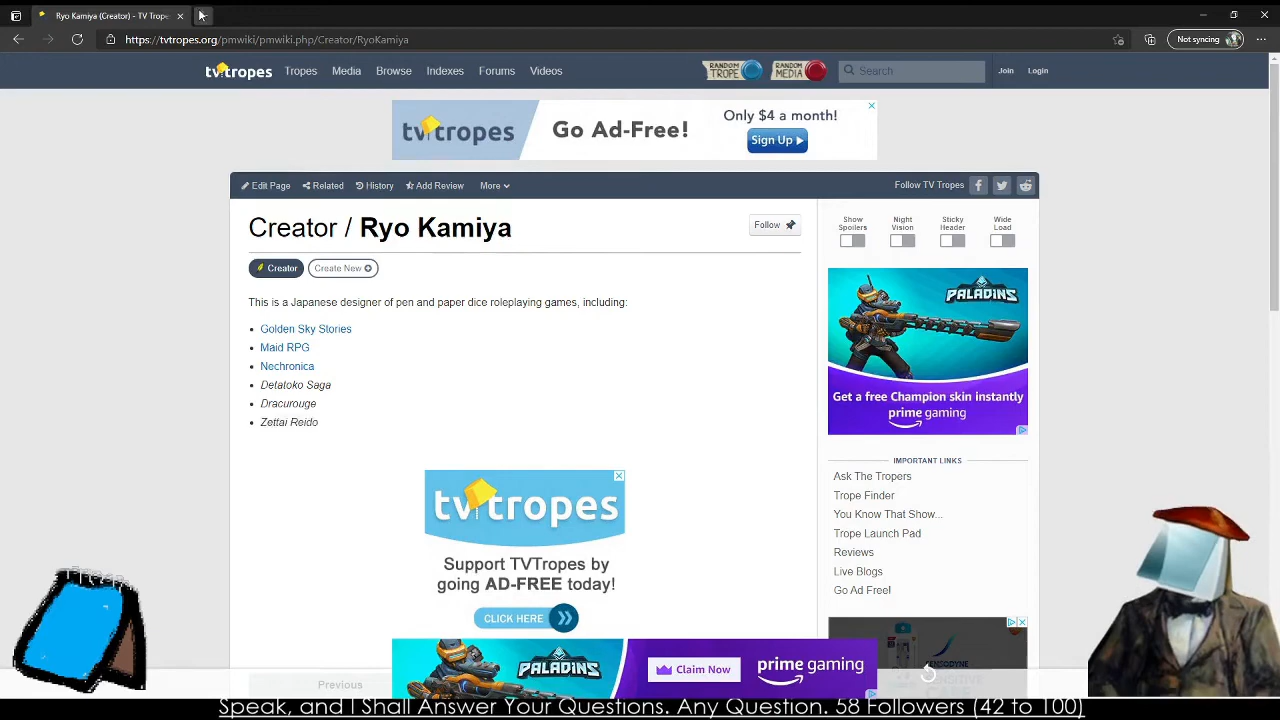 Ryo Kamiya (Creator) - TV Trope
https://tvtropes.org/pmwiki/pmwiki.php/Creator/RyoKamiya
Not syncing
tvtropes
Tropes Media Browse Indexes Forums Videos
RANDOM TROPE
RANDOM MEDIA
Search
Join Login
tvtropes
Go Ad-Free!
Only $4 a month!
Sign Up
Edit Page Related History Add Review More
Follow TV Tropes
Creator / Ryo Kamiya
Follow
Show Spoilers
Night Vision
Sticky Header
Wide Load
Creator
Create New
This is a Japanese designer of pen and paper dice roleplaying games, including:
Golden Sky Stories
Maid RPG
Nechronica
Detatoko Saga
Dracurouge
Zettai Reido
PALADINS
Get a free Champion skin instantly
prime gaming
IMPORTANT LINKS
Ask The Tropers
Trope Finder
You Know That Show...
Trope Launch Pad
Reviews
Live Blogs
Go Ad Free!
tvtropes
Support TVTropes by
going AD-FREE today!
CLICK HERE
PALADINS
Claim Now
prime gaming
Previous
Speak, and I Shall Answer Your Questions. Any Question. 58 Followers (42 to 100)